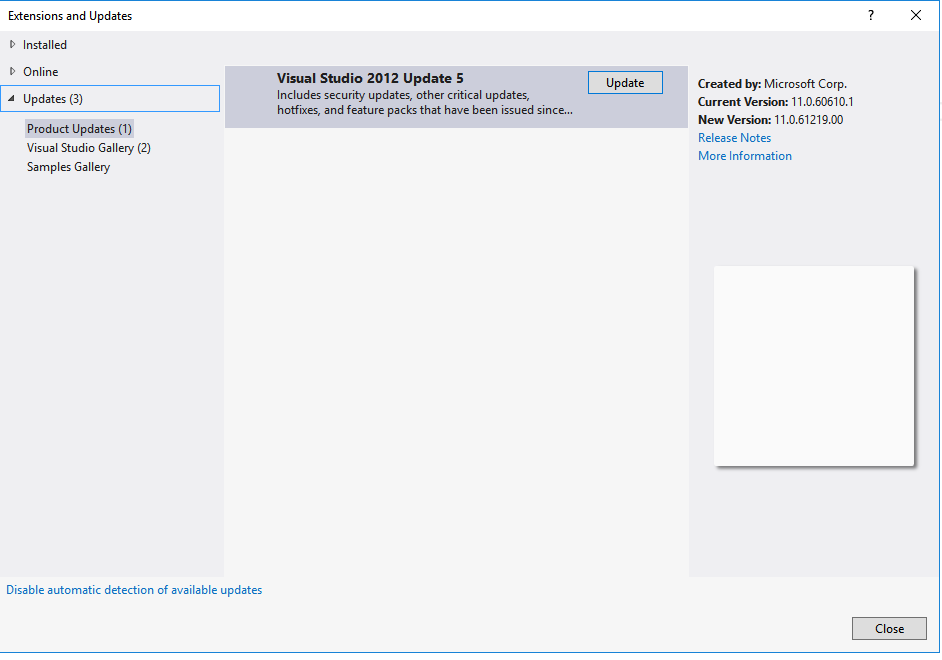 Extensions and Updates
?
Installed
Online
Updates (3)
Product Updates (1)
Visual Studio Gallery (2)
Samples Gallery
Visual Studio 2012 Update 5
Includes security updates, other critical updates,
hotfixes, and feature packs that have been issued since...
Update
Created by: Microsoft Corp.
Current Version: 11.0.60610.1
New Version: 11.0.61219.00
Release Notes
More Information
Disable automatic detection of available updates
Close